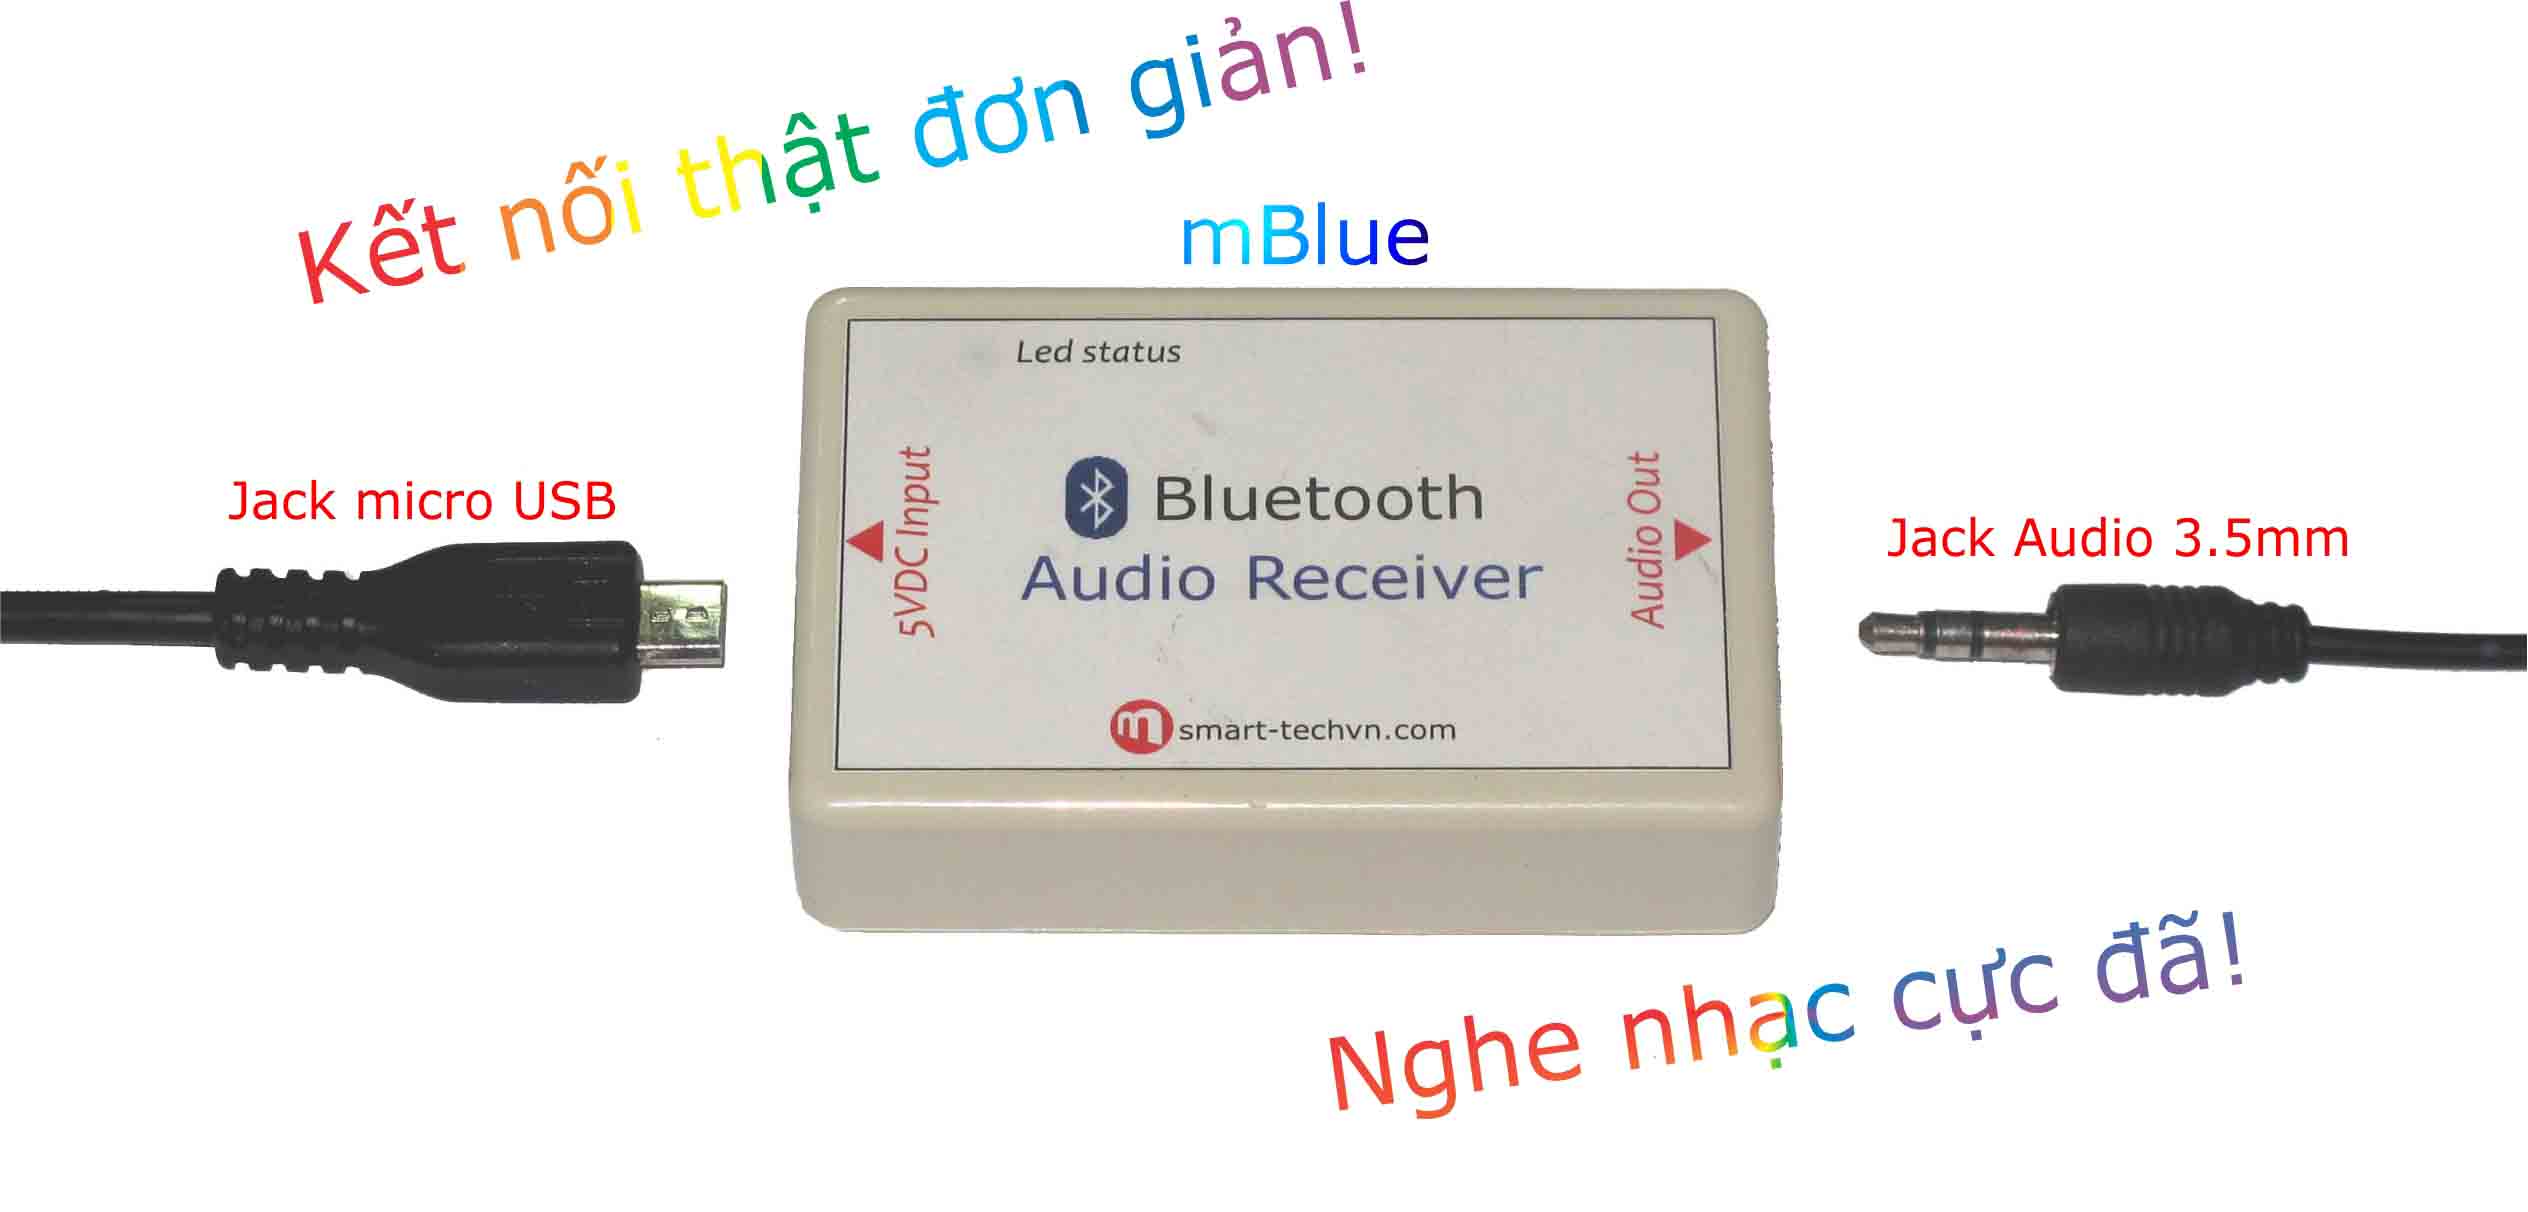 Kết nối thật đơn giản!
mBlue
Led status
Jack micro USB
5VDC Input
Bluetooth
Audio Receiver
Audio Out
Jack Audio 3.5mm
m smart-techvn.com
Nghe nhạc cực đã!